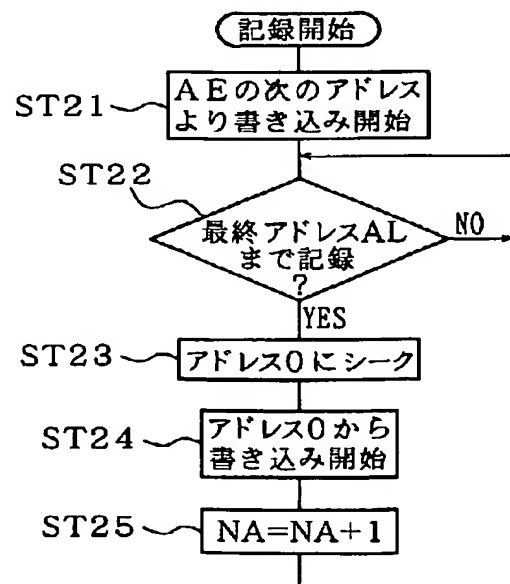 記録開始
ST21
AEの次のアドレス
より書き込み開始
ST22
最終アドレスAL
まで記録
?
NO
YES
ST23
アドレス0にシーク
ST24
アドレス0から
書き込み開始
ST25
NA=NA+1